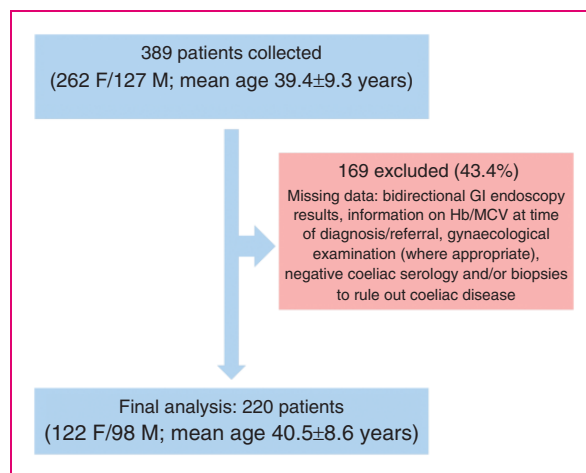 389 patients collected
(262 F/127 M; mean age 39.4±9.3 years)
169 excluded (43.4%)
Missing data: bidirectional GI endoscopy
results, information on Hb/MCV at time
of diagnosis/referral, gynaecological
examination (where appropriate),
negative coeliac serology and/or biopsies
to rule out coeliac disease
Final analysis: 220 patients
(122 F/98 M; mean age 40.5±8.6 years)